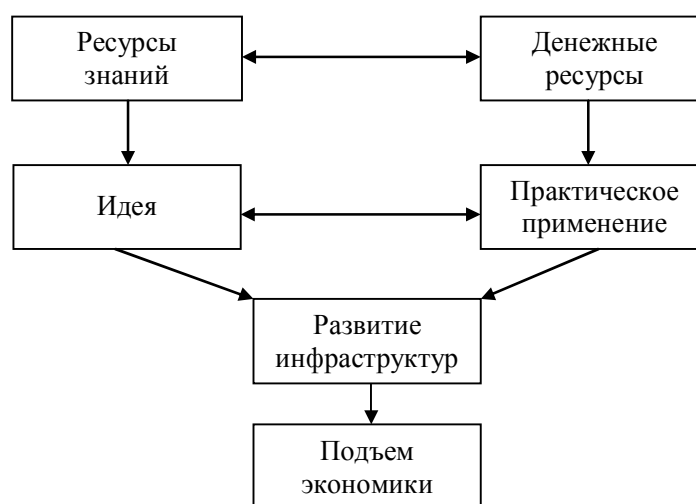 Ресурсы
знаний
Денежные
ресурсы
Идея
Практическое
применение
Развитие
инфраструктур
Подъем
экономики